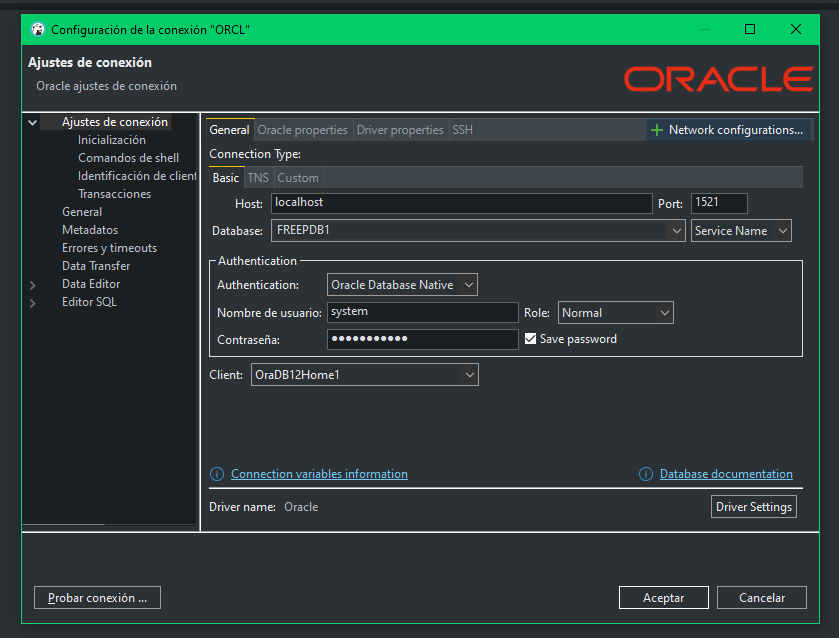 Configuración de la conexión "ORCL"
Ajustes de conexión
Oracle ajustes de conexión
ORACLE
Ajustes de conexión
Inicialización
Comandos de shell
Identificación de client
Transacciones
General
Metadatos
Errores y timeouts
Data Transfer
Data Editor
Editor SQL
General Oracle properties Driver properties SSH Network configurations...
Connection Type:
Basic TNS Custom
Host: localhost Port: 1521
Database: FREEPDB1 Service Name
Authentication
Authentication: Oracle Database Native
Nombre de usuario: system Role: Normal
Contraseña: ●●●●●●●●●●● Save password
Client: OraDB12Home1
Connection variables information Database documentation
Driver name: Oracle Driver Settings
Probar conexión ... Aceptar Cancelar